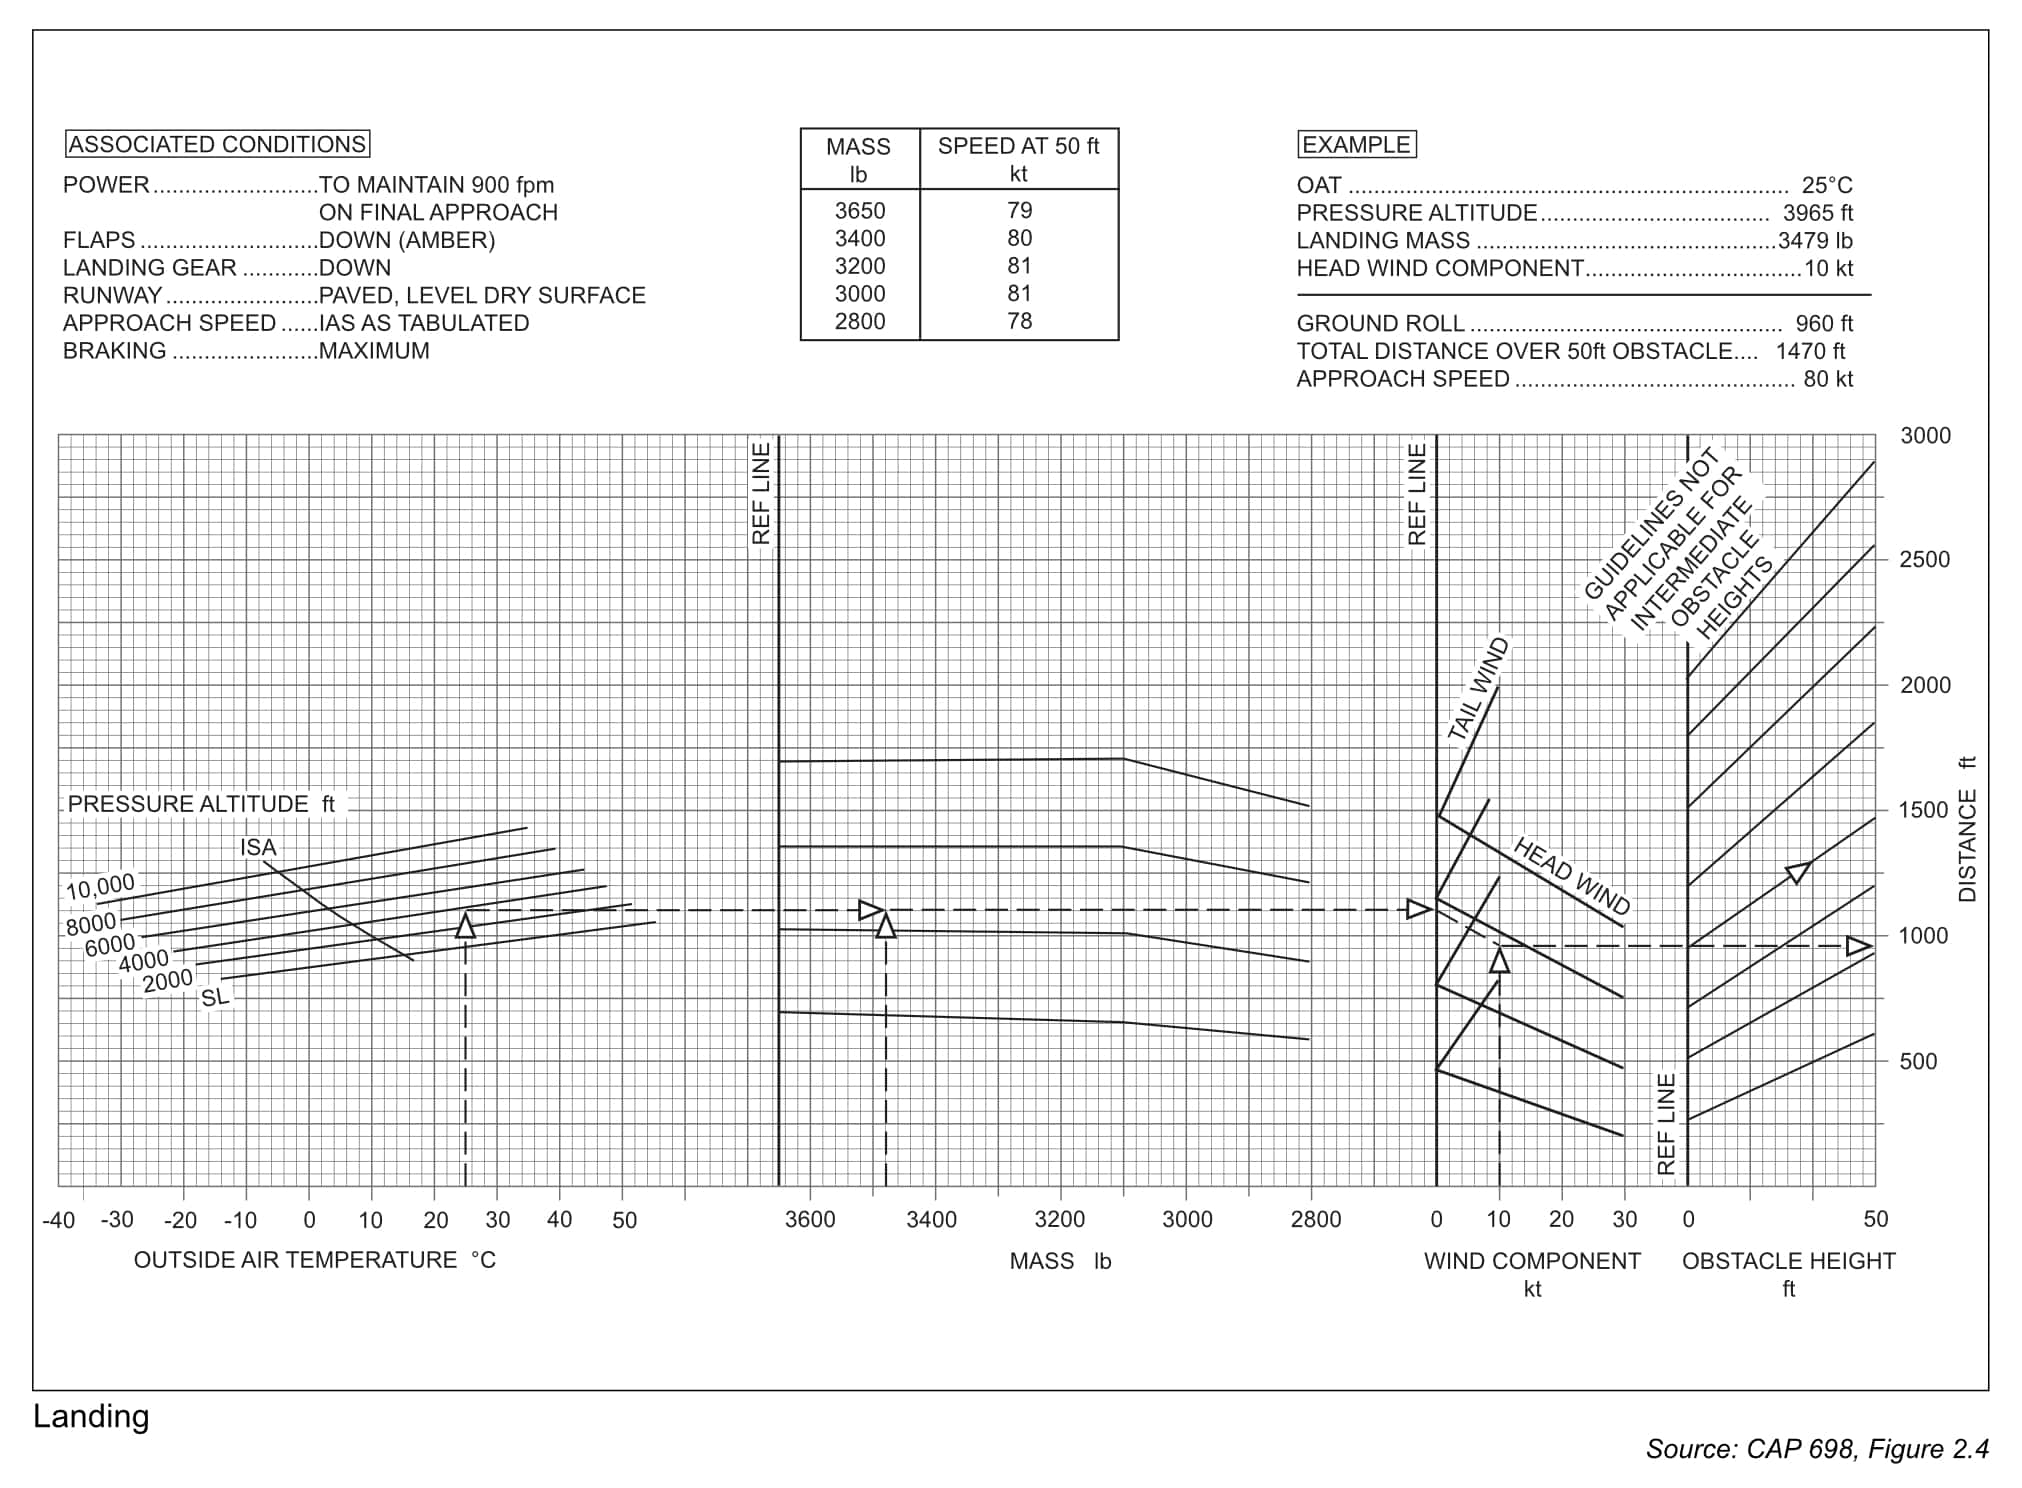 ASSOCIATED CONDITIONS
POWER..........................TO MAINTAIN 900 fpm
ON FINAL APPROACH
FLAPS............................DOWN (AMBER)
LANDING GEAR ............DOWN
RUNWAY........................PAVED, LEVEL DRY SURFACE
APPROACH SPEED ......IAS AS TABULATED
BRAKING .......................MAXIMUM
MASS SPEED AT 50 ft
lb kt
3650 79
3400 80
3200 81
3000 81
2800 78
EXAMPLE
OAT ..................................................................... 25°C
PRESSURE ALTITUDE.................................... 3965 ft
LANDING MASS ...............................................3479 lb
HEAD WIND COMPONENT..................................10 kt
GROUND ROLL ................................................. 960 ft
TOTAL DISTANCE OVER 50ft OBSTACLE.... 1470 ft
APPROACH SPEED ............................................ 80 kt
REF LINE
REF LINE
GUIDELINES NOT
APPLICABLE FOR
INTERMEDIATE
OBSTACLE
HEIGHTS
3000
2500
2000
1500
1000
500
DISTANCE ft
TAIL WIND
HEAD WIND
REF LINE
PRESSURE ALTITUDE ft
ISA
10,000
8000
6000
4000
2000
SL
-40 -30 -20 -10 0 10 20 30 40 50 3600 3400 3200 3000 2800 0 10 20 30 0 50
OUTSIDE AIR TEMPERATURE °C MASS lb WIND COMPONENT OBSTACLE HEIGHT
kt ft
Landing
Source: CAP 698, Figure 2.4